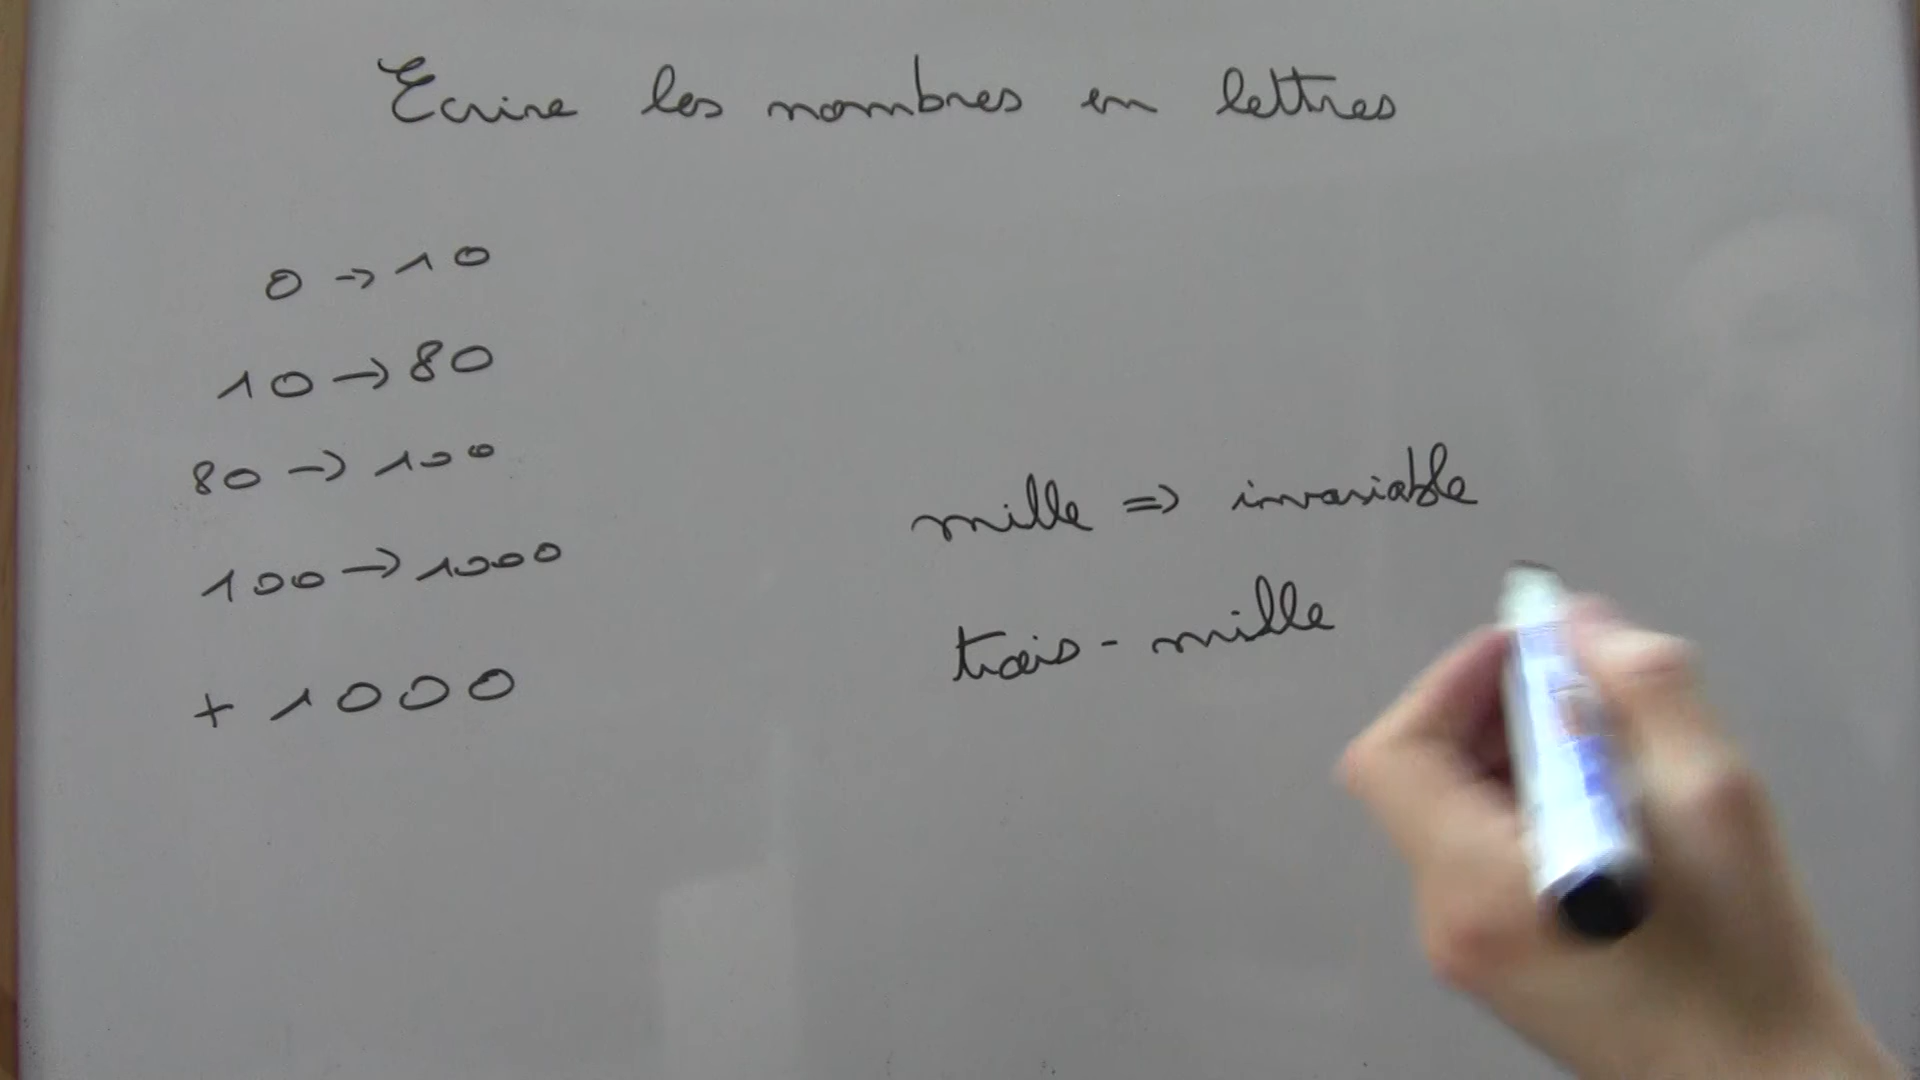 Ecrire les nombres en lettres
0 → 10
10 → 80
80 → 100
100 → 1000
+ 1000
mille => invariable
trois - mille